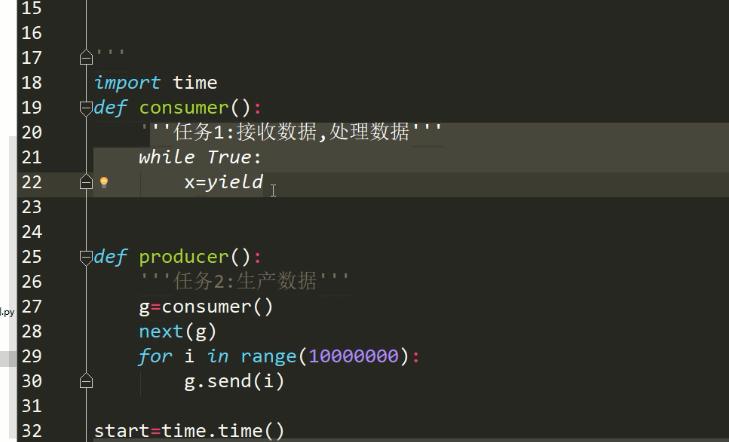 15
16
17 '''
18 import time
19 def consumer():
20 '''任务1:接收数据,处理数据'''
21 while True:
22 x=yield
23
24
25 def producer():
26 '''任务2:生产数据'''
27 g=consumer()
28 next(g)
29 for i in range(10000000):
30 g.send(i)
31
32 start=time.time()
.py